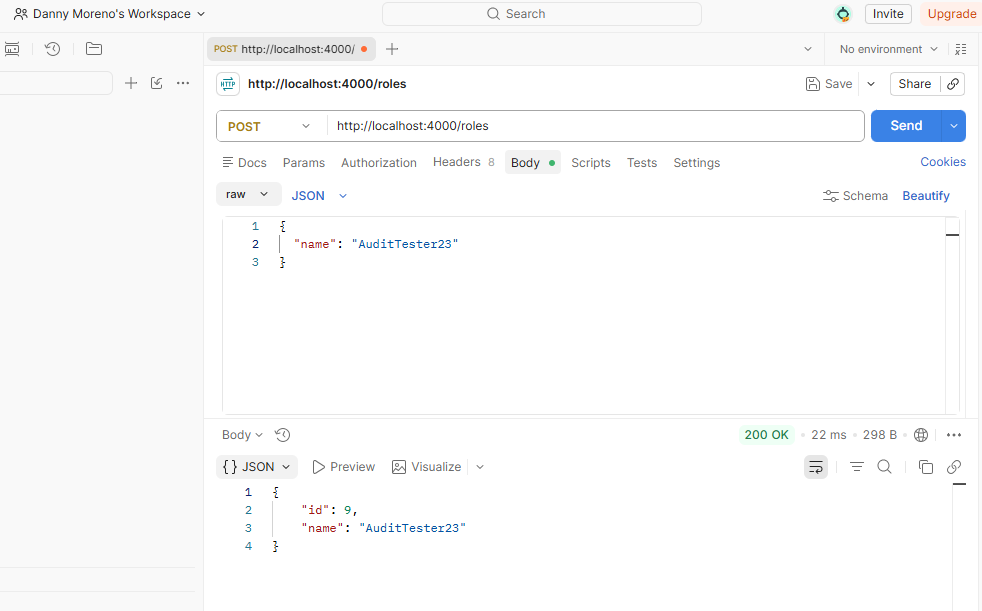 Danny Moreno's Workspace
Search
Invite
Upgrade
POST http://localhost:4000/
No environment
HTTP
http://localhost:4000/roles
Save
Share
POST
http://localhost:4000/roles
Send
Docs
Params
Authorization
Headers 8
Body
Scripts
Tests
Settings
Cookies
raw
JSON
Schema
Beautify
1 {
2 "name": "AuditTester23"
3 }
Body
200 OK
22 ms
298 B
{} JSON
Preview
Visualize
1 {
2 "id": 9,
3 "name": "AuditTester23"
4 }